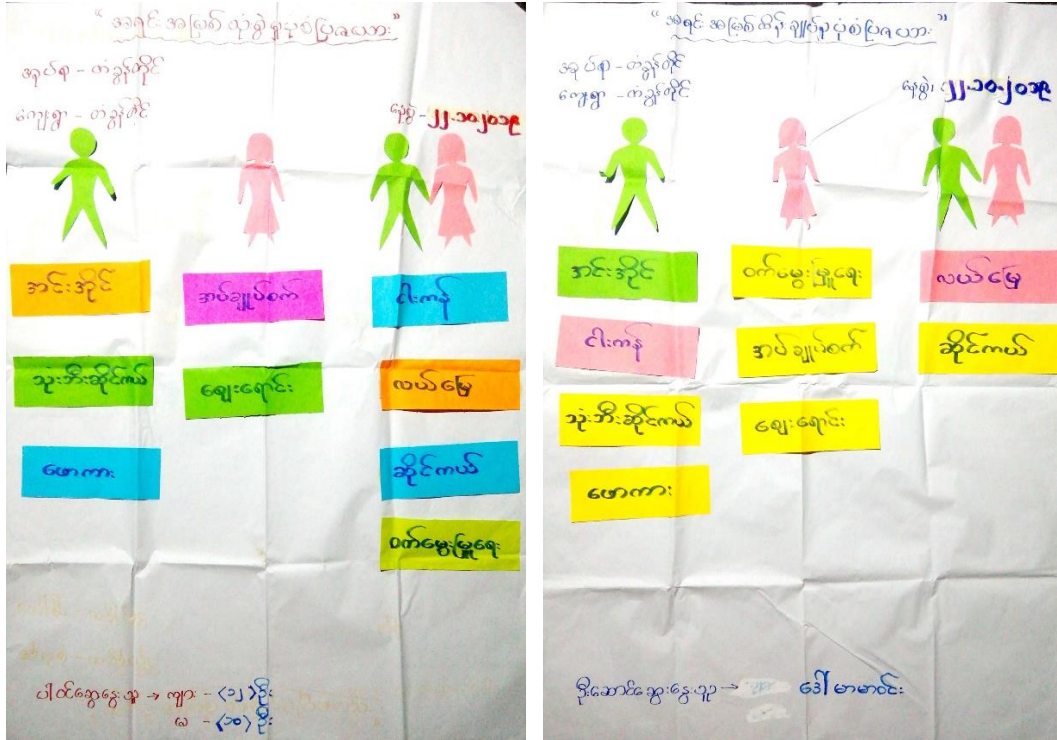 “အရင်းအမြစ်သုံးစွဲမှုပုံစံပြဇယား”
အုပ်စု - တံခွန်တိုင်
ကျေးရွာ - တံခွန်တိုင်
နေ့စွဲ - ၂၂.၁၀.၂၀၁၉
အင်းအိုင်
အပ်ချုပ်စက်
ငါးကန်
သုံးဘီးဆိုင်ကယ်
ဈေးရောင်း
လယ်မြေ
ဖောကား
ဆိုင်ကယ်
ဝက်မွေးမြူရေး
ပါဝင်ဆွေးနွေးသူ → ကျား - (၁၂) ဦး
မ - (၁၀) ဦး
“အရင်းအမြစ်ထိန်းချုပ်မှုပုံစံပြဇယား”
အုပ်စု - တံခွန်တိုင်
ကျေးရွာ - တံခွန်တိုင်
နေ့စွဲ၊ ၂၂.၁၀.၂၀၁၉
အင်းအိုင်
ဝက်မွေးမြူရေး
လယ်မြေ
ငါးကန်
အပ်ချုပ်စက်
ဆိုင်ကယ်
သုံးဘီးဆိုင်ကယ်
ဈေးရောင်း
ဖောကား
ဦးဆောင်ဆွေးနွေးသူ → ဒေါ်မာမာဝင်း